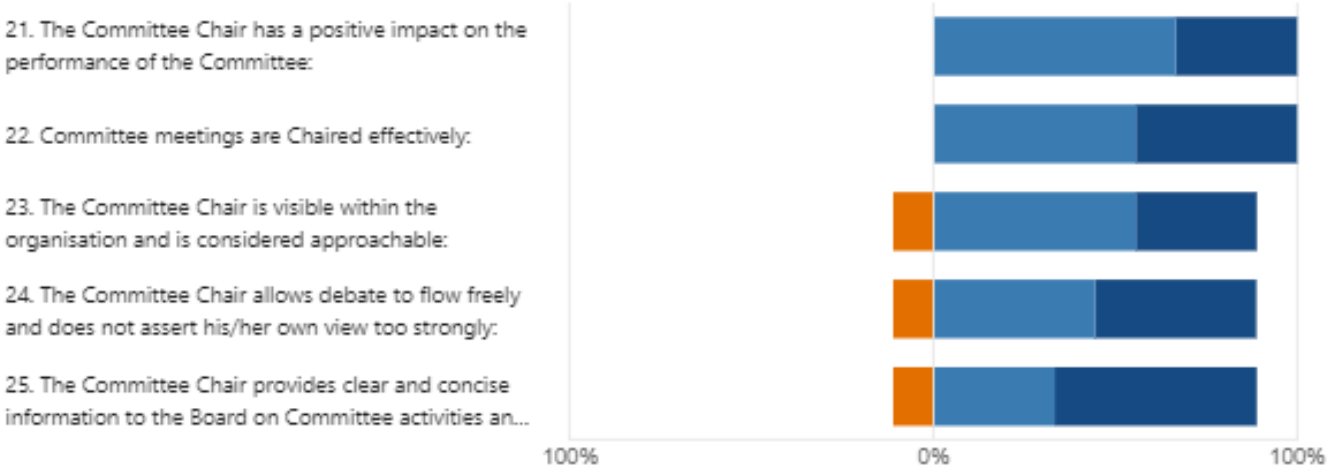 21. The Committee Chair has a positive impact on the
performance of the Committee:
22. Committee meetings are Chaired effectively:
23. The Committee Chair is visible within the
organisation and is considered approachable:
24. The Committee Chair allows debate to flow freely
and does not assert his/her own view too strongly:
25. The Committee Chair provides clear and concise
information to the Board on Committee activities an...
100% 0% 100%